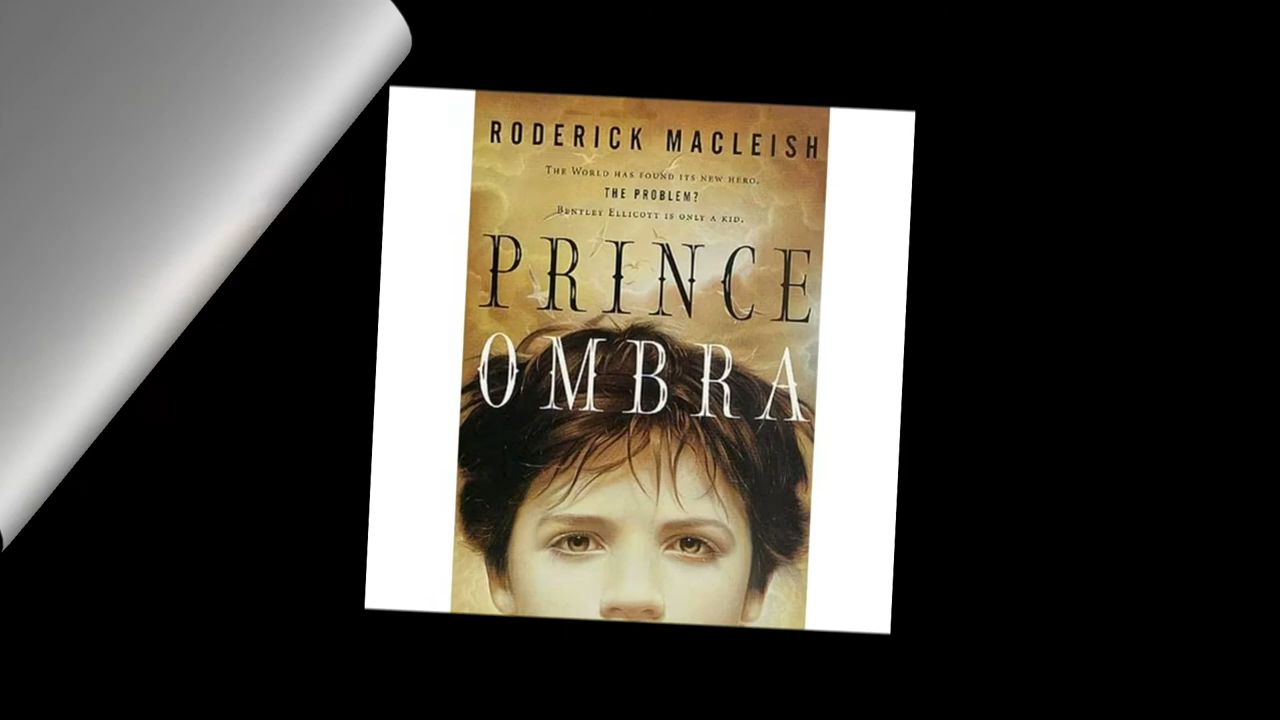 RODERICK MACLEISH
THE WORLD HAS FOUND ITS NEW HERO.
THE PROBLEM?
BENTLEY ELLICOTT IS ONLY A KID.
PRINCE
OMBRA